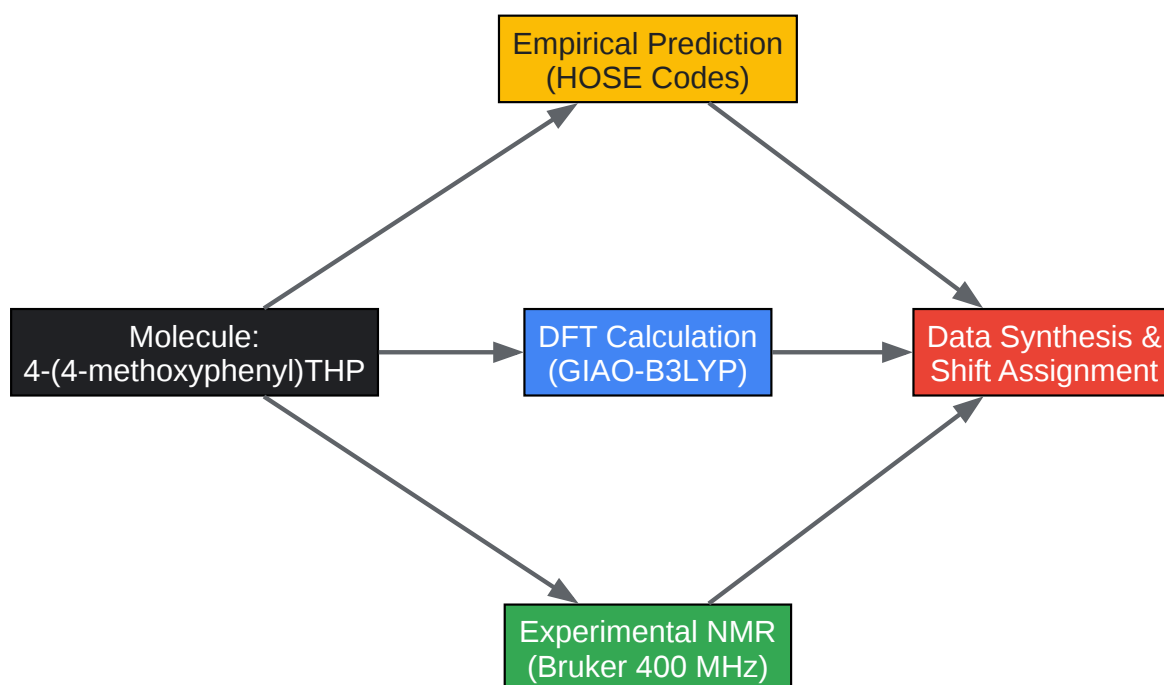 Empirical Prediction
(HOSE Codes)
Molecule:
4-(4-methoxyphenyl)THP
DFT Calculation
(GIAO-B3LYP)
Data Synthesis &
Shift Assignment
Experimental NMR
(Bruker 400 MHz)